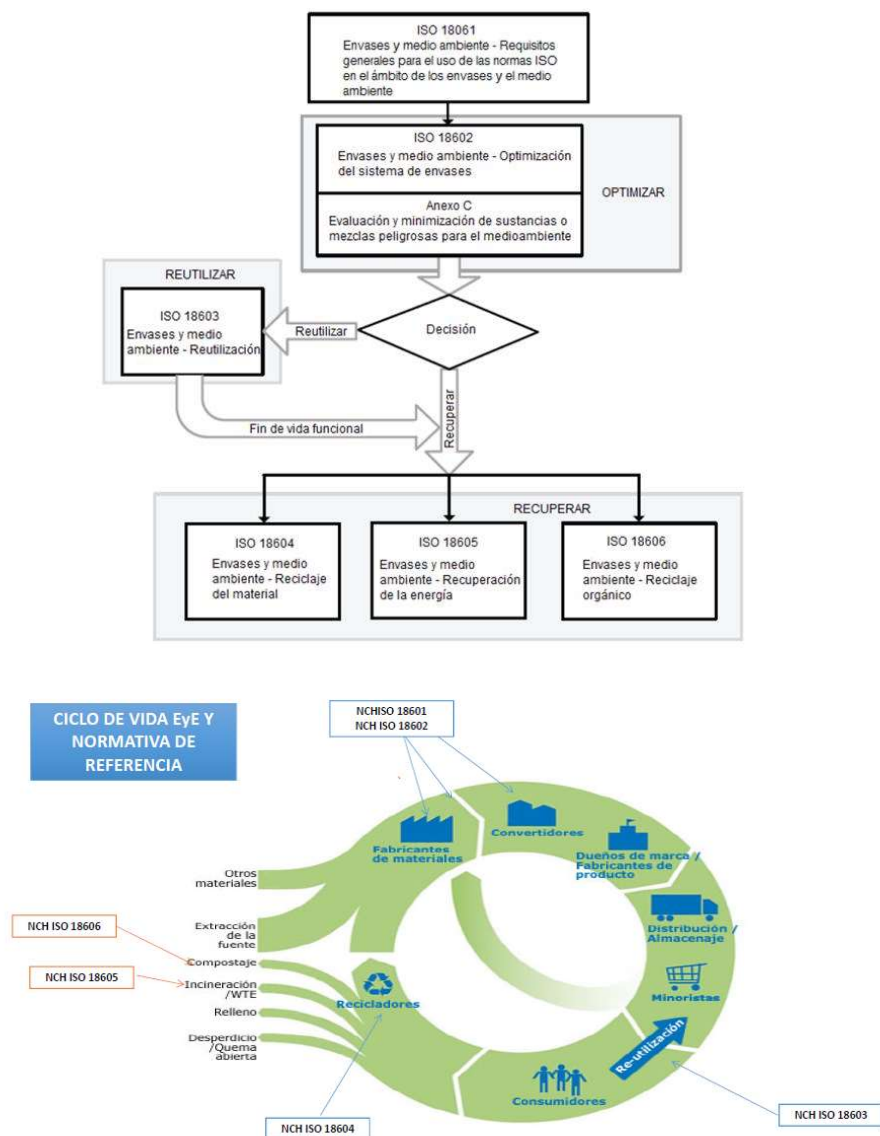 ISO 18061
Envases y medio ambiente - Requisitos
generales para el uso de las normas ISO
en el ámbito de los envases y el medio
ambiente
ISO 18602
Envases y medio ambiente - Optimización
del sistema de envases
OPTIMIZAR
Anexo C
Evaluación y minimización de sustancias o
mezclas peligrosas para el medioambiente
REUTILIZAR
ISO 18603
Envases y medio
ambiente - Reutilización
Reutilizar
Decisión
Fin de vida funcional
Recuperar
RECUPERAR
ISO 18604
Envases y medio
ambiente - Reciclaje
del material
ISO 18605
Envases y medio
ambiente - Recuperación
de la energía
ISO 18606
Envases y medio
ambiente - Reciclaje
orgánico
CICLO DE VIDA EyE Y
NORMATIVA DE
REFERENCIA
NCHISO 18601
NCH ISO 18602
Fabricantes
de materiales
Convertidores
Dueños de marca /
Fabricantes de
producto
Otros
materiales
Extracción
de la
fuente
Distribución /
Almacenaje
NCH ISO 18606
Compostaje
NCH ISO 18605
Incineración
/WTE
Recicladores
Minoristas
Relleno
Desperdicio
/Quema
abierta
Re-utilización
Consumidores
NCH ISO 18604
NCH ISO 18603